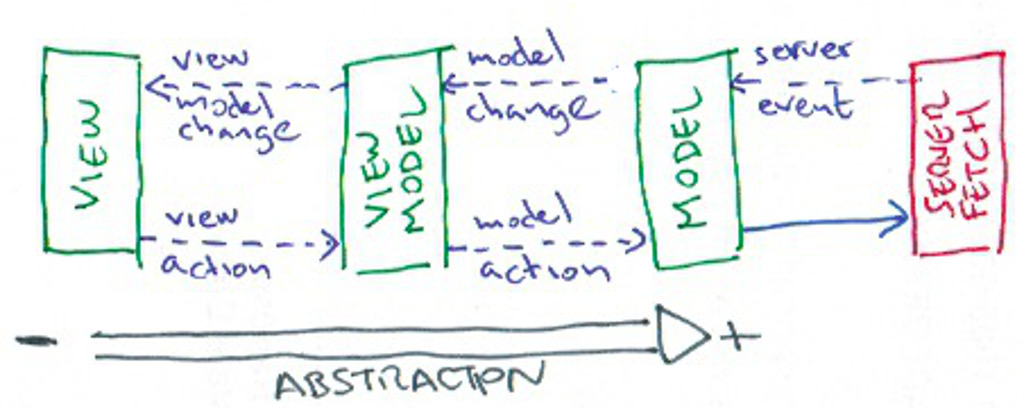 VIEW
view
model
change
view
action
VIEW
MODEL
model
change
model
action
MODEL
server
event
SERVER
FETCH
- +
ABSTRACTION